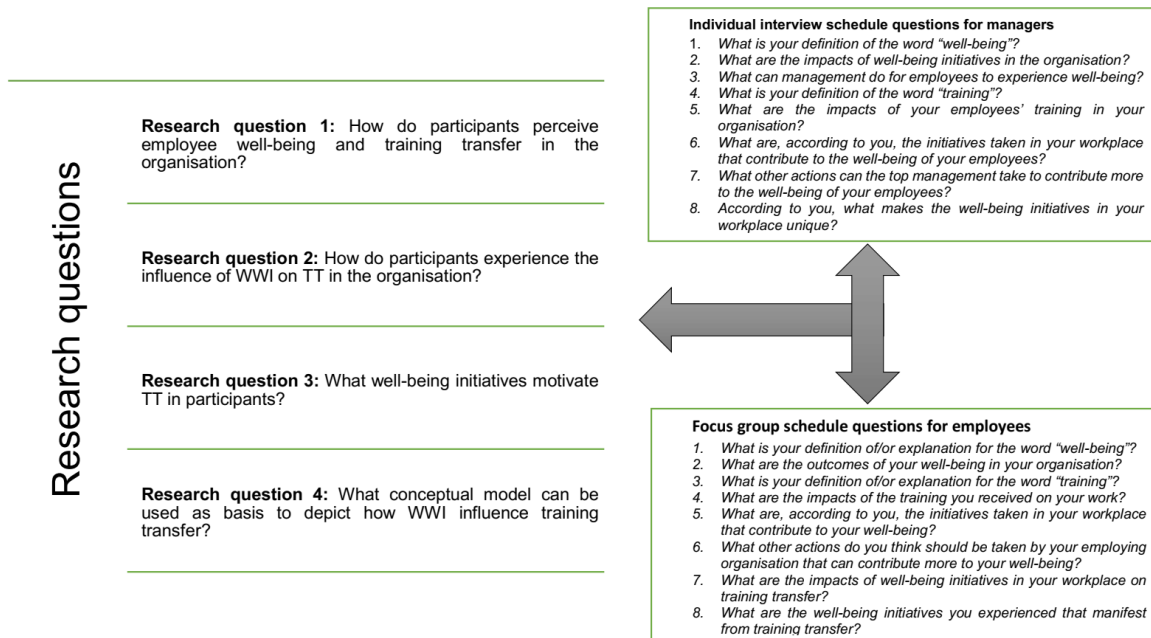 Research questions
Research question 1: How do participants perceive
employee well-being and training transfer in the
organisation?
Research question 2: How do participants experience the
influence of WWI on TT in the organisation?
Research question 3: What well-being initiatives motivate
TT in participants?
Research question 4: What conceptual model can be
used as basis to depict how WWI influence training
transfer?
Individual interview schedule questions for managers
1. What is your definition of the word “well-being”?
2. What are the impacts of well-being initiatives in the organisation?
3. What can management do for employees to experience well-being?
4. What is your definition of the word “training”?
5. What are the impacts of your employees’ training in your
organisation?
6. What are, according to you, the initiatives taken in your workplace
that contribute to the well-being of your employees?
7. What other actions can the top management take to contribute more
to the well-being of your employees?
8. According to you, what makes the well-being initiatives in your
workplace unique?
Focus group schedule questions for employees
1. What is your definition of/or explanation for the word “well-being”?
2. What are the outcomes of your well-being in your organisation?
3. What is your definition of/or explanation for the word “training”?
4. What are the impacts of the training you received on your work?
5. What are, according to you, the initiatives taken in your workplace
that contribute to your well-being?
6. What other actions do you think should be taken by your employing
organisation that can contribute more to your well-being?
7. What are the impacts of well-being initiatives in your workplace on
training transfer?
8. What are the well-being initiatives you experienced that manifest
from training transfer?